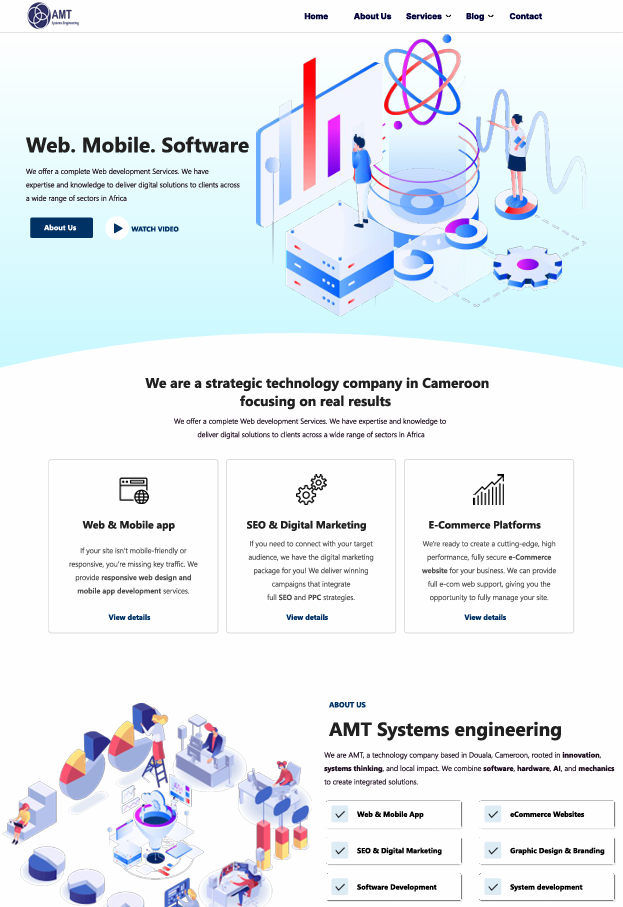 AMT
Systems Engineering
Home About Us Services Blog Contact
Web. Mobile. Software
We offer a complete Web development Services. We have
expertise and knowledge to deliver digital solutions to clients across
a wide range of sectors in Africa
About Us WATCH VIDEO
We are a strategic technology company in Cameroon
focusing on real results
We offer a complete Web development Services. We have expertise and knowledge to
deliver digital solutions to clients across a wide range of sectors in Africa
Web & Mobile app
If your site isn't mobile-friendly or
responsive, you're missing key traffic. We
provide responsive web design and
mobile app development services.
View details
SEO & Digital Marketing
If you need to connect with your target
audience, we have the digital marketing
package for you! We deliver winning
campaigns that integrate
full SEO and PPC strategies.
View details
E-Commerce Platforms
We're ready to create a cutting-edge, high
performance, fully secure e-Commerce
website for your business. We can provide
full e-com web support, giving you the
opportunity to fully manage your site.
View details
ABOUT US
AMT Systems engineering
We are AMT, a technology company based in Douala, Cameroon, rooted in innovation,
systems thinking, and local impact. We combine software, hardware, AI, and mechanics
to create integrated solutions.
Web & Mobile App eCommerce Websites
SEO & Digital Marketing Graphic Design & Branding
Software Development System development